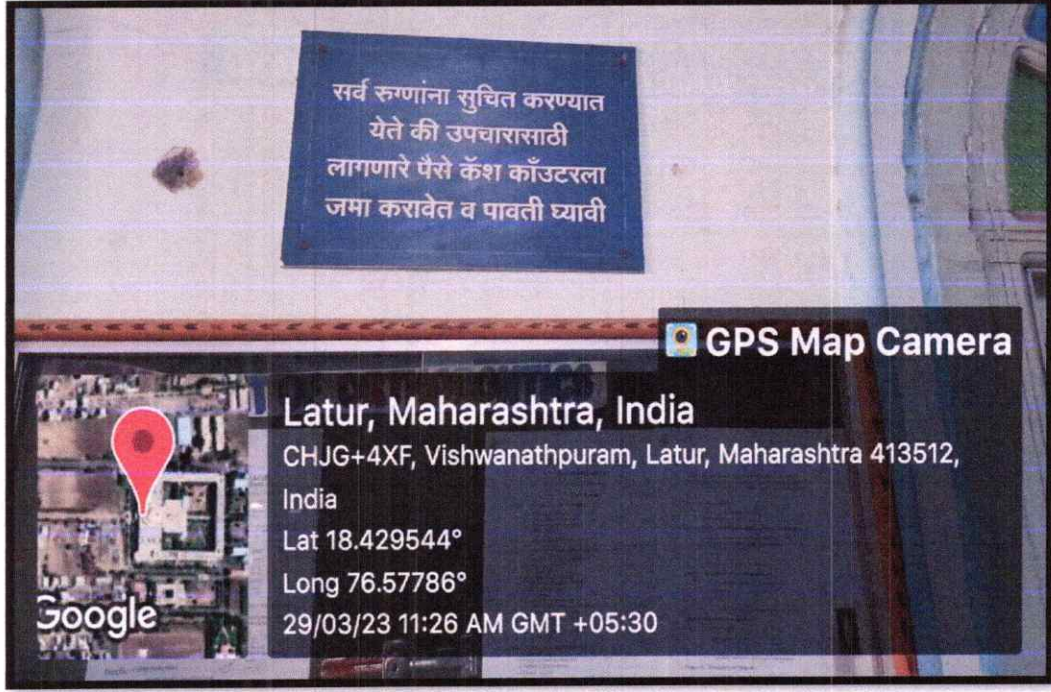 सर्व रुग्णांना सुचित करण्यात
येते की उपचारासाठी
लागणारे पैसे कॅश काँउटरला
जमा करावेत व पावती घ्यावी
GPS Map Camera
Latur, Maharashtra, India
CHJG+4XF, Vishwanathpuram, Latur, Maharashtra 413512,
India
Lat 18.429544°
Long 76.57786°
29/03/23 11:26 AM GMT +05:30
Google